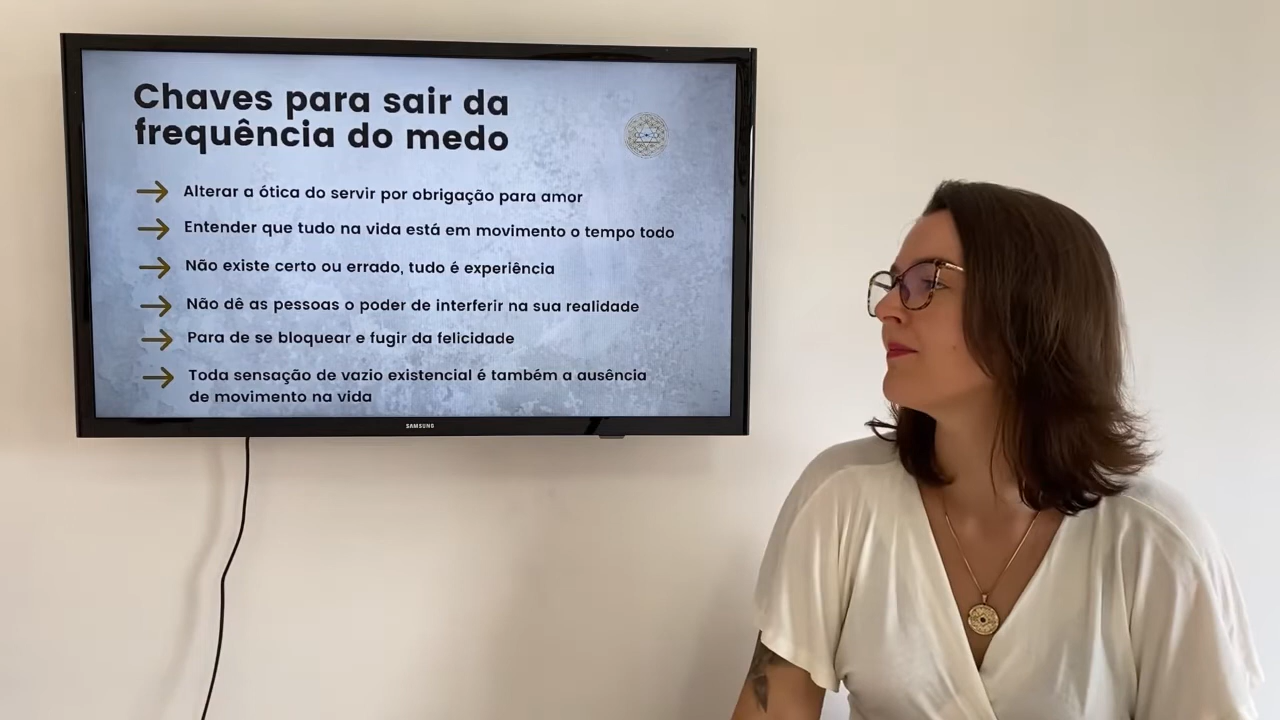 Chaves para sair da
frequência do medo
Alterar a ótica do servir por obrigação para amor
Entender que tudo na vida está em movimento o tempo todo
Não existe certo ou errado, tudo é experiência
Não dê as pessoas o poder de interferir na sua realidade
Para de se bloquear e fugir da felicidade
Toda sensação de vazio existencial é também a ausência
de movimento na vida
SAMSUNG